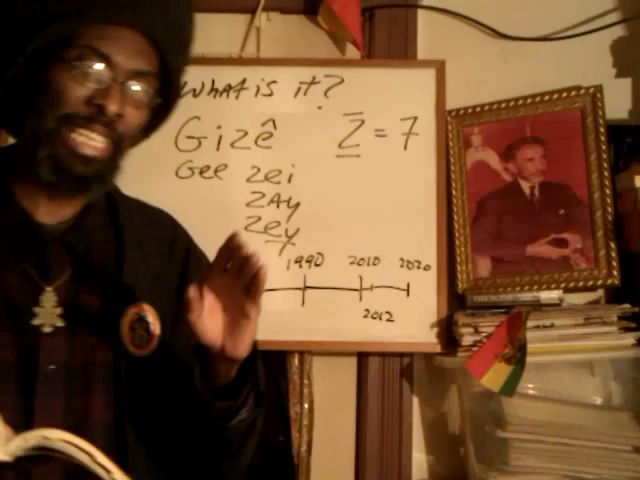 What is it?
Gizê Z = 7
Gee zei
zAy
zey
1990 2010 2020
2012